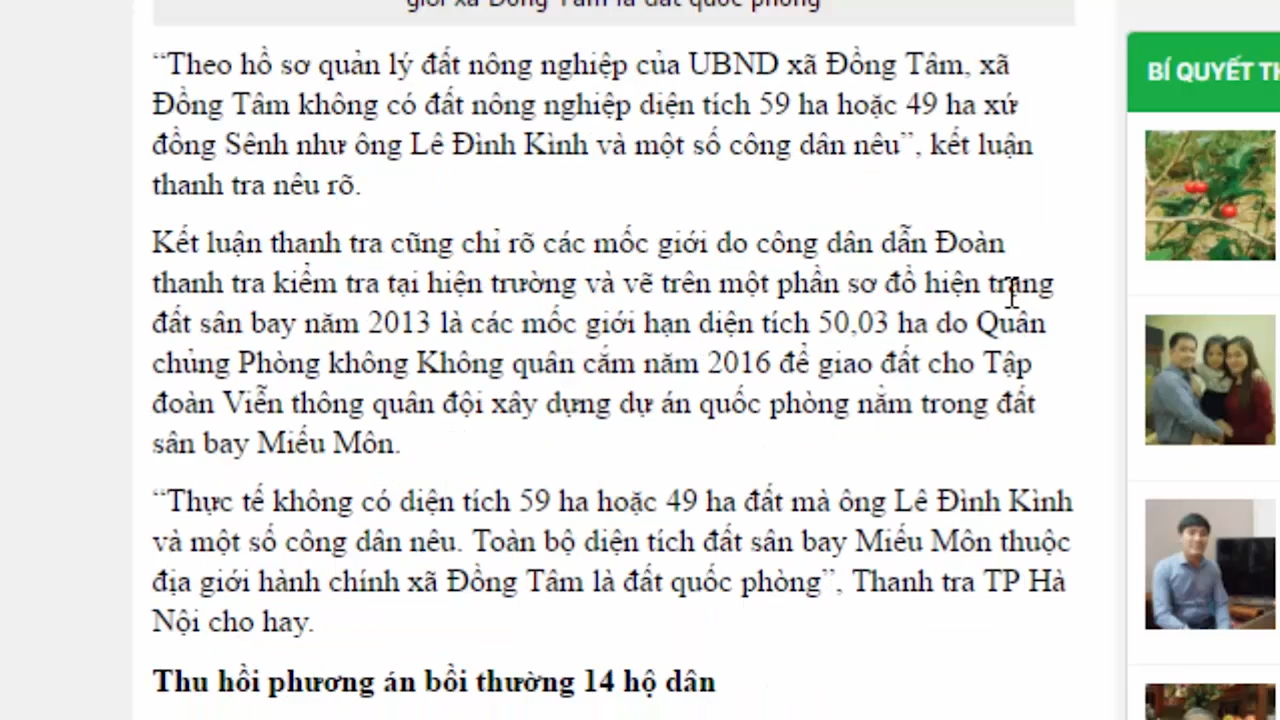 giới xã Đồng Tâm là đất quốc phòng
“Theo hồ sơ quản lý đất nông nghiệp của UBND xã Đồng Tâm, xã
Đồng Tâm không có đất nông nghiệp diện tích 59 ha hoặc 49 ha xứ
đồng Sênh như ông Lê Đình Kình và một số công dân nêu”, kết luận
thanh tra nêu rõ.
Kết luận thanh tra cũng chỉ rõ các mốc giới do công dân dẫn Đoàn
thanh tra kiểm tra tại hiện trường và vẽ trên một phần sơ đồ hiện trạng
đất sân bay năm 2013 là các mốc giới hạn diện tích 50,03 ha do Quân
chủng Phòng không Không quân cắm năm 2016 để giao đất cho Tập
đoàn Viễn thông quân đội xây dựng dự án quốc phòng nằm trong đất
sân bay Miếu Môn.
“Thực tế không có diện tích 59 ha hoặc 49 ha đất mà ông Lê Đình Kình
và một số công dân nêu. Toàn bộ diện tích đất sân bay Miếu Môn thuộc
địa giới hành chính xã Đồng Tâm là đất quốc phòng”, Thanh tra TP Hà
Nội cho hay.
Thu hồi phương án bồi thường 14 hộ dân
BÍ QUYẾT